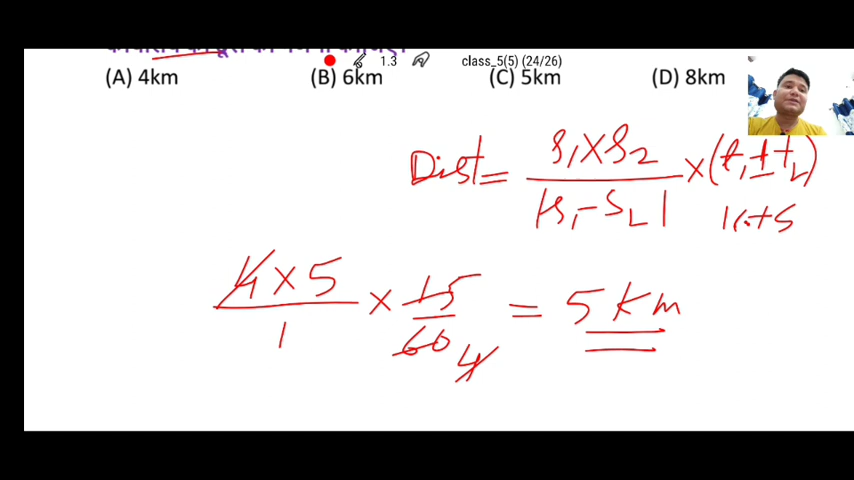 1.3 class_5(5) (24/26)
(A) 4km (B) 6km (C) 5km (D) 8km
Dist = S₁×S₂ / |S₁-S₂| × (t₁±t₂)
10+5
4×5 / 1 × 15 / 60 4 = 5 Km